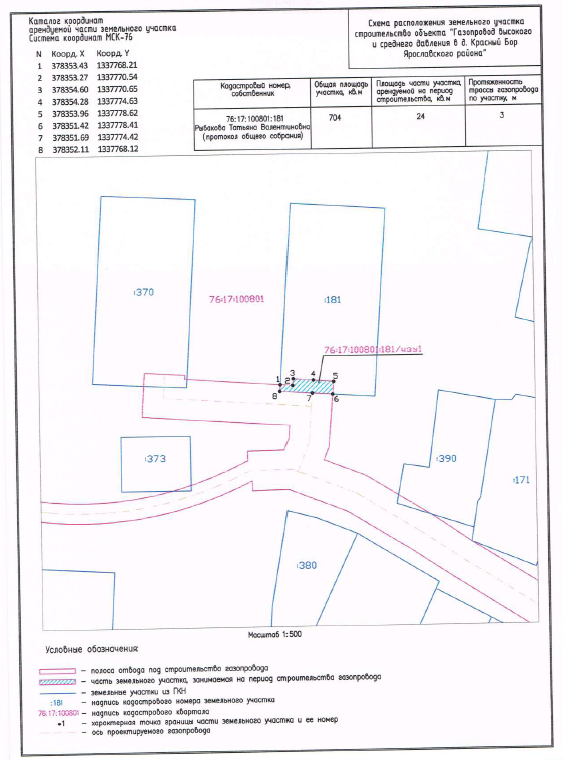 Каталог координат
арендуемой части земельного участка
Система координат МСК-76
N Коорд. X Коорд. Y
1 378353.43 1337768.21
2 378353.27 1337770.54
3 378354.60 1337770.65
4 378354.28 1337774.63
5 378353.96 1337778.62
6 378351.42 1337778.41
7 378351.69 1337774.42
8 378352.11 1337768.12
Схема расположения земельного участка
строительство объекта "Газопровод высокого
и среднего давления в д. Красный Бор
Ярославского района"
Кадастровый номер, собственник
Общая площадь участка, кв.м
Площадь части участка, арендуемой на период строительства, кв.м
Протяженность трассы газопровода по участку, м
76:17:100801:181 704 24 3
Рыбакова Татьяна Валентиновна
(протокол общего собрания)
:370
76:17:100801
:181
76:17:100801:181/чзу1
1
2
3
4
5
6
7
8
:373
:390
:171
:380
Масштаб 1:500
Условные обозначения:
– полоса отвода под строительство газопровода
– часть земельного участка, занимаемая на период строительства газопровода
– земельные участки из ГКН
:181 – надпись кадастрового номера земельного участка
76:17:100801 – надпись кадастрового квартала
•1 – характерная точка границы части земельного участка и ее номер
– ось проектируемого газопровода